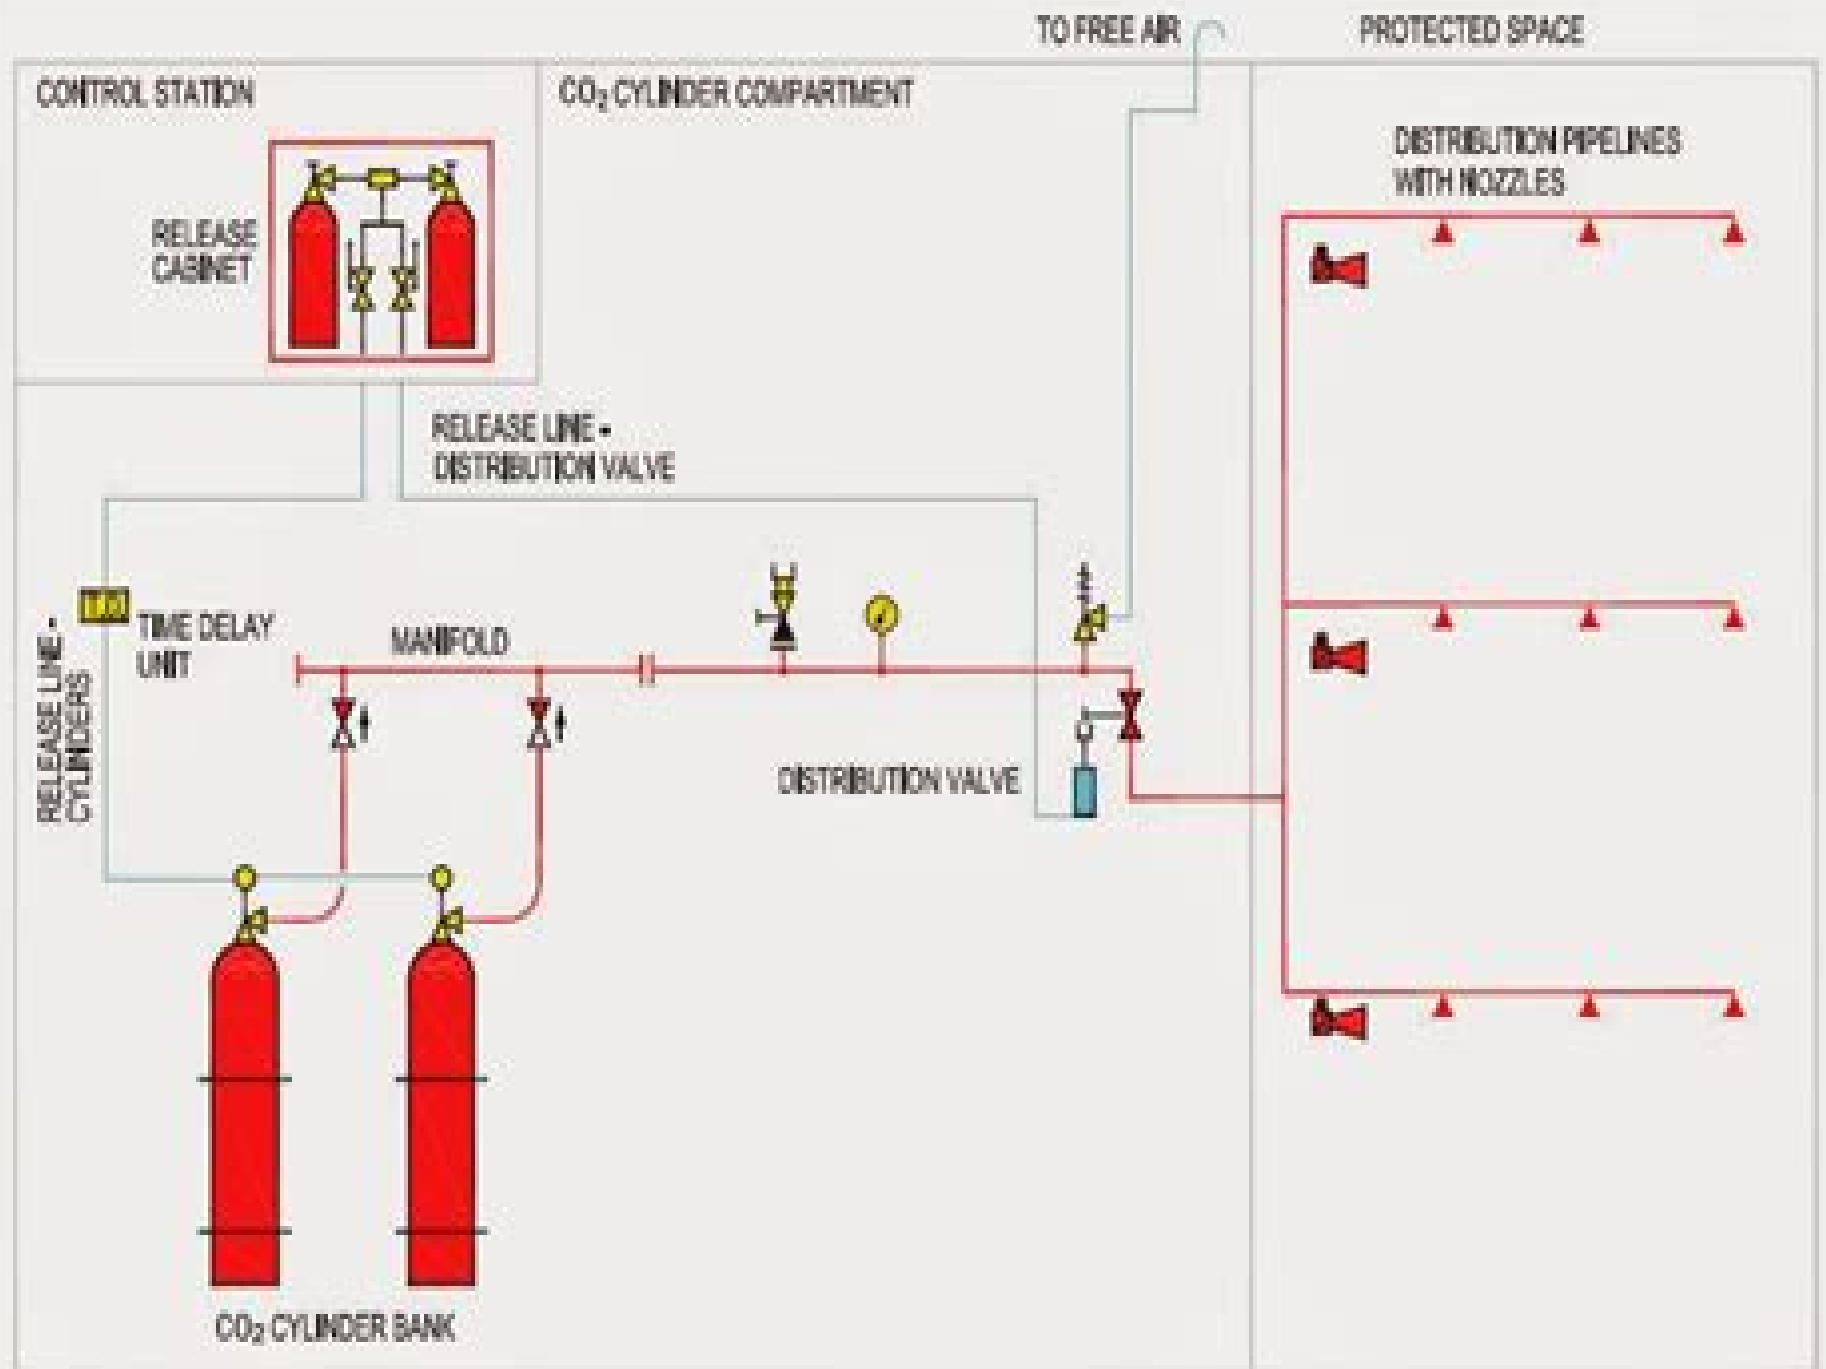 TO FREE AIR
PROTECTED SPACE
CONTROL STATION
CO₂ CYLINDER COMPARTMENT
DISTRIBUTION PIPELINES
WITH NOZZLES
RELEASE
CABINET
RELEASE LINE -
DISTRIBUTION VALVE
TIME DELAY
UNIT
MANIFOLD
RELEASE LINE -
CYLINDERS
DISTRIBUTION VALVE
CO₂ CYLINDER BANK